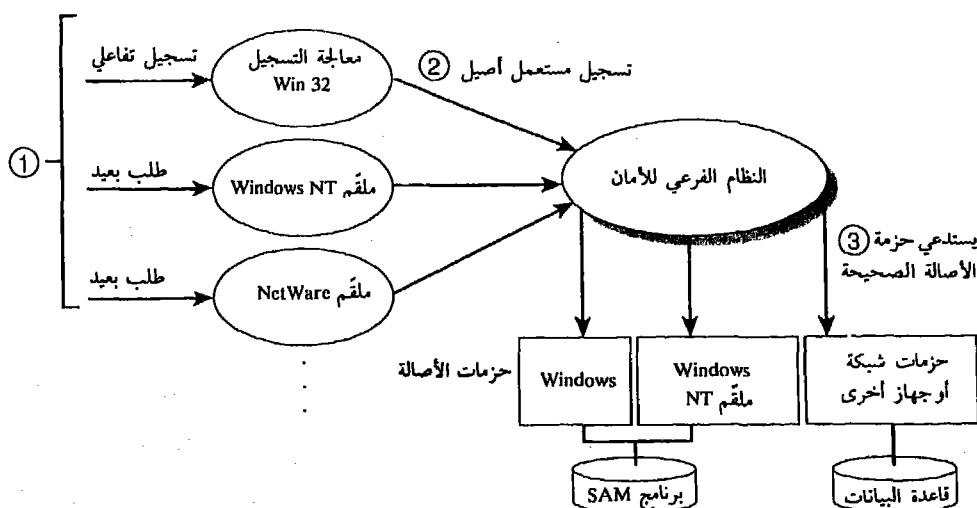 ①
تسجيل تفاعلي
معالجة التسجيل
Win 32
② تسجيل مستعمل أصيل
طلب بعيد
ملقّم Windows NT
النظام الفرعي للأمان
طلب بعيد
ملقّم NetWare
③ يستدعي حزمة
الأصالة الصحيحة
حزمات الأصالة
Windows
Windows
ملقّم NT
حزمات شبكة
أو جهاز أخرى
برنامج SAM
قاعدة البيانات